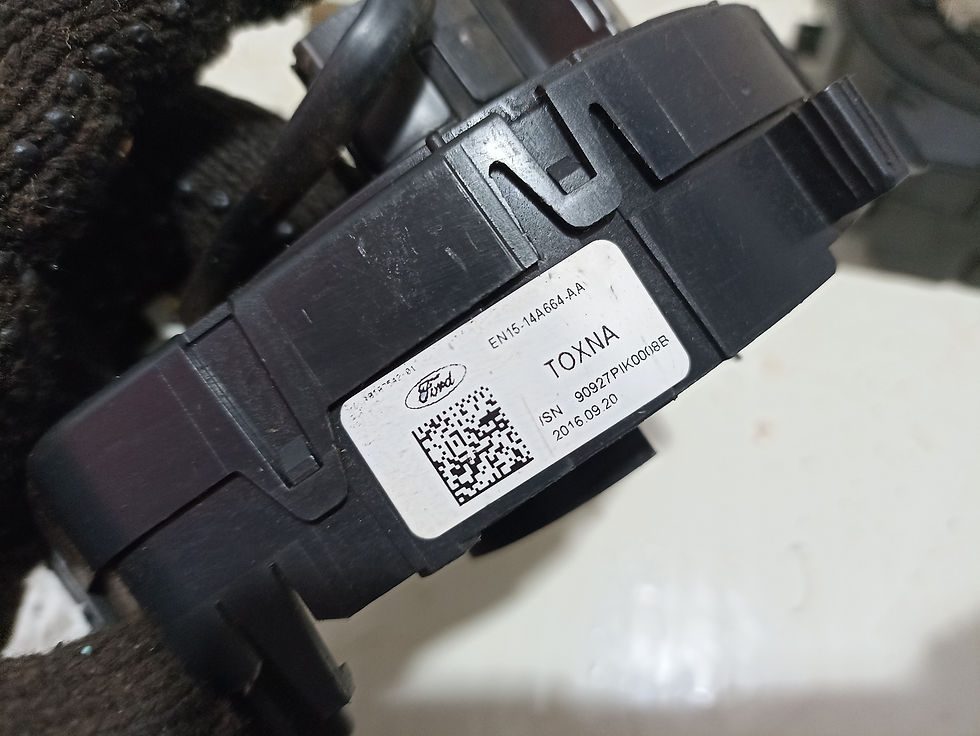 EN15-14A664-AA
Ford
TOXNA
ISN 90927PIK0008B
2016.09.20